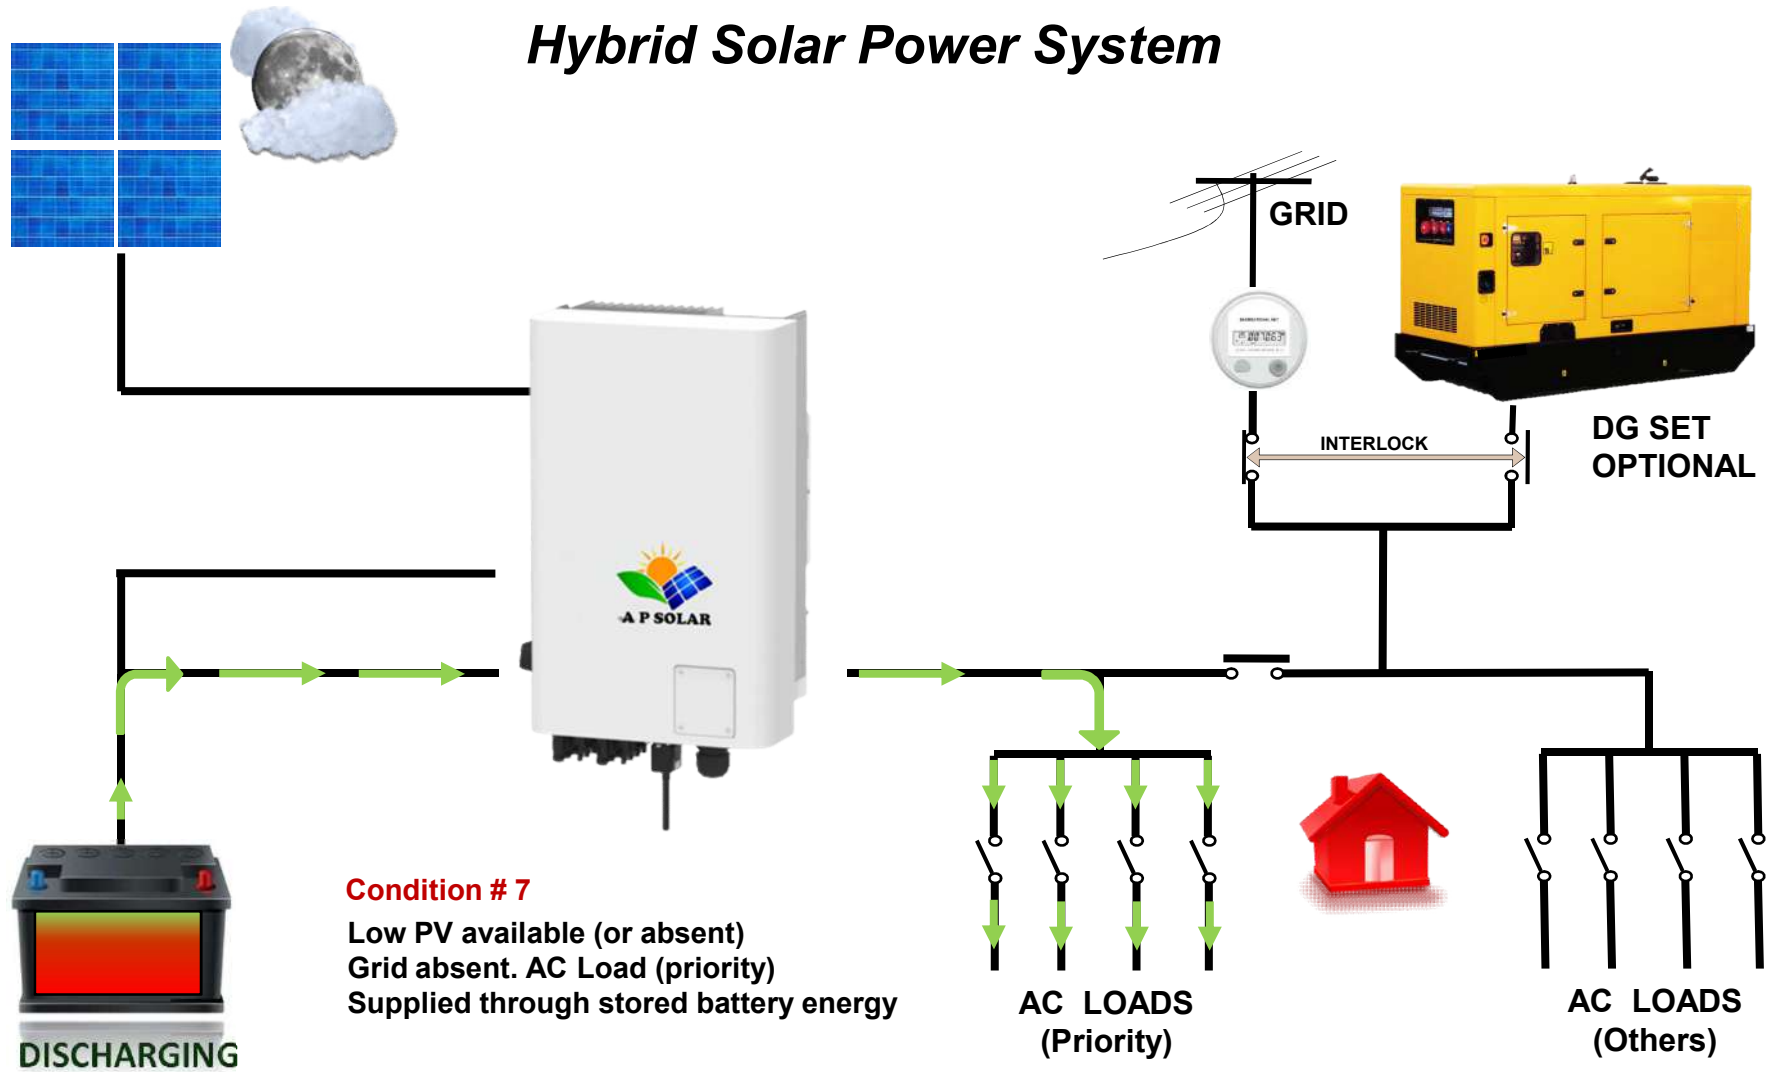 Hybrid Solar Power System
GRID
INTERLOCK
DG SET
OPTIONAL
A P SOLAR
Condition # 7
Low PV available (or absent)
Grid absent. AC Load (priority)
Supplied through stored battery energy
AC LOADS
(Priority)
AC LOADS
(Others)
DISCHARGING